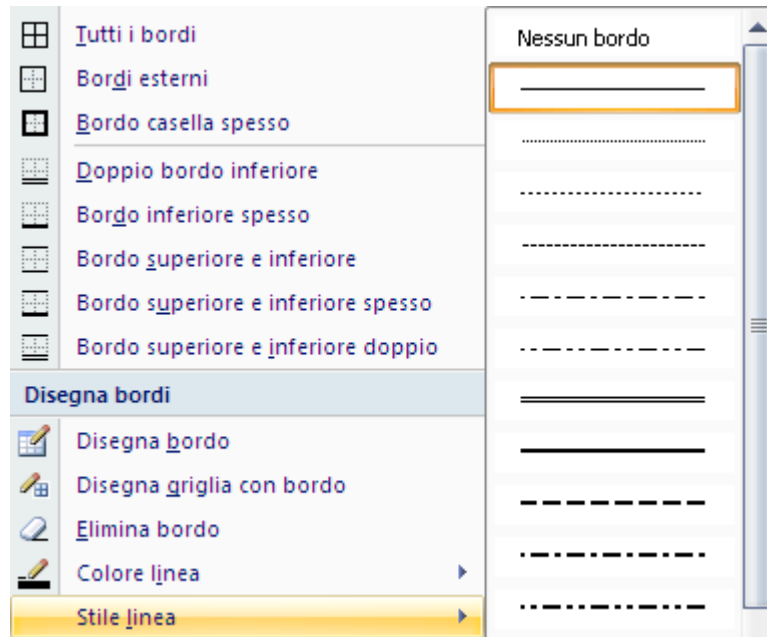 Tutti i bordi
Bordi esterni
Bordo casella spesso
Doppio bordo inferiore
Bordo inferiore spesso
Bordo superiore e inferiore
Bordo superiore e inferiore spesso
Bordo superiore e inferiore doppio
Disegna bordi
Disegna bordo
Disegna griglia con bordo
Elimina bordo
Colore linea
Stile linea
Nessun bordo